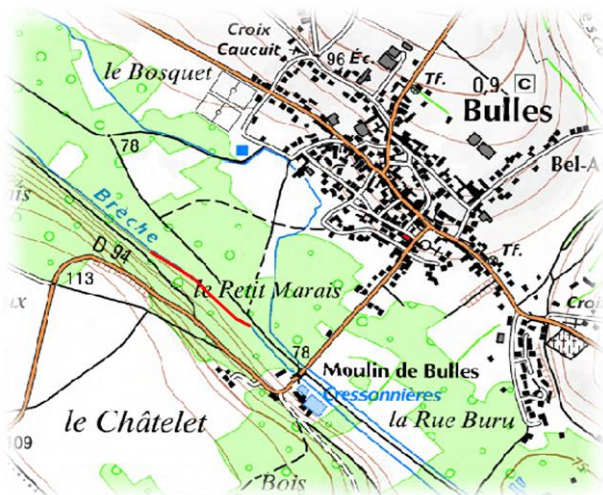 Croix
Caucuit
96 Éc.
le Bosquet
Tf.
0,9 C
Bulles
78
Bel-A
Brèche
D 94
113
le Petit Marais
Tf.
Croi
78
Moulin de Bulles
Cressonnières
le Châtelet
la Rue Buru
109
Bois
75